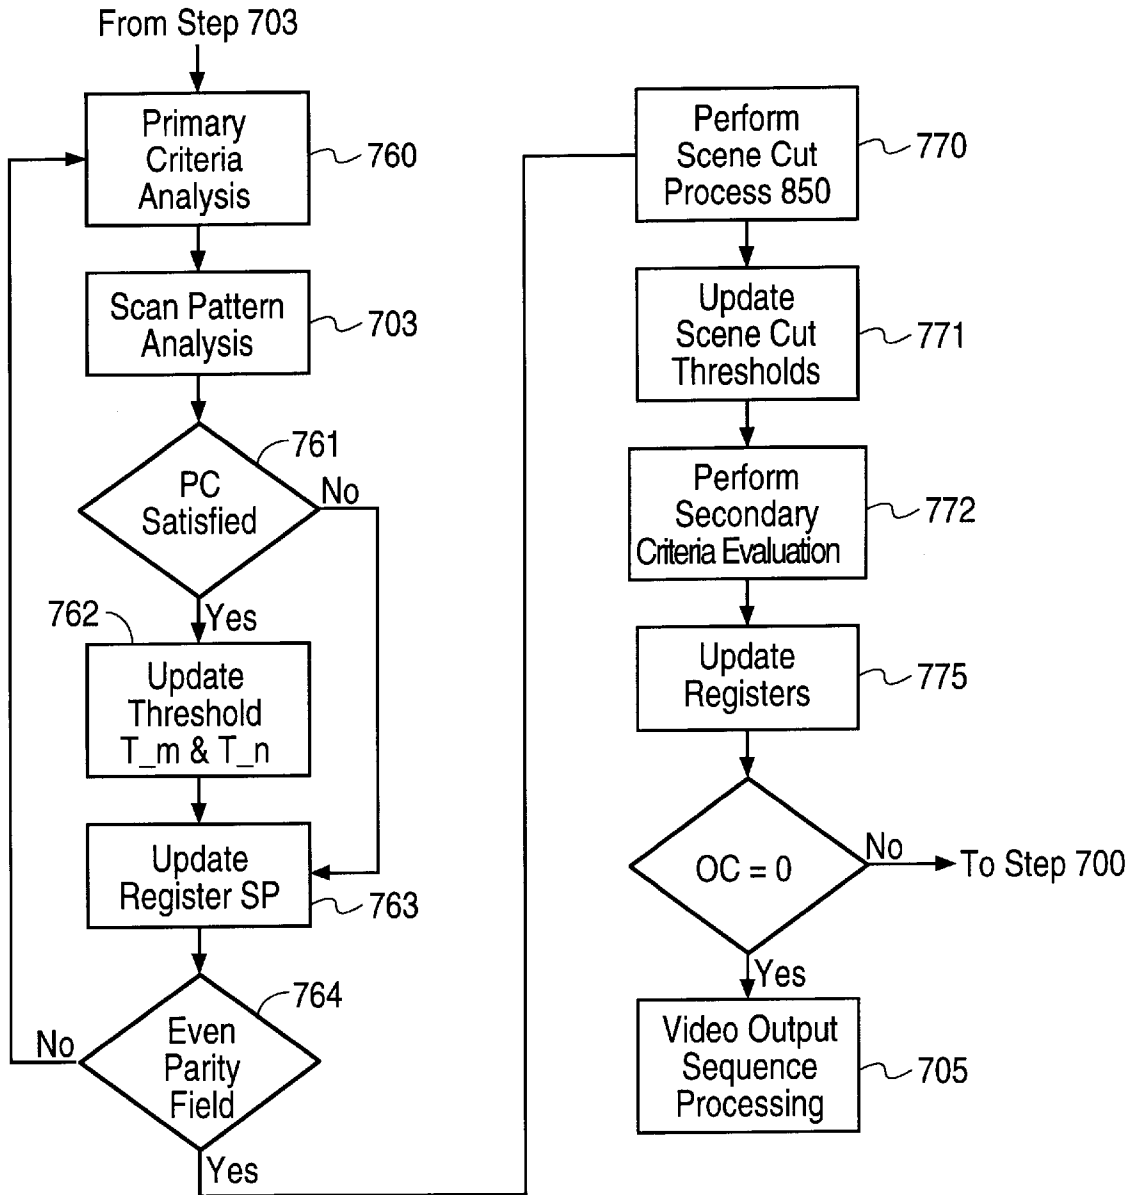 From Step 703
Primary
Criteria
Analysis
760
Scan Pattern
Analysis
703
761
PC
Satisfied
No
Yes
762
Update
Threshold
T_m & T_n
Update
Register SP
763
764
Even
Parity
Field
No
Yes
Perform
Scene Cut
Process 850
770
Update
Scene Cut
Thresholds
771
Perform
Secondary
Criteria Evaluation
772
Update
Registers
775
OC = 0
No
To Step 700
Yes
Video Output
Sequence
Processing
705